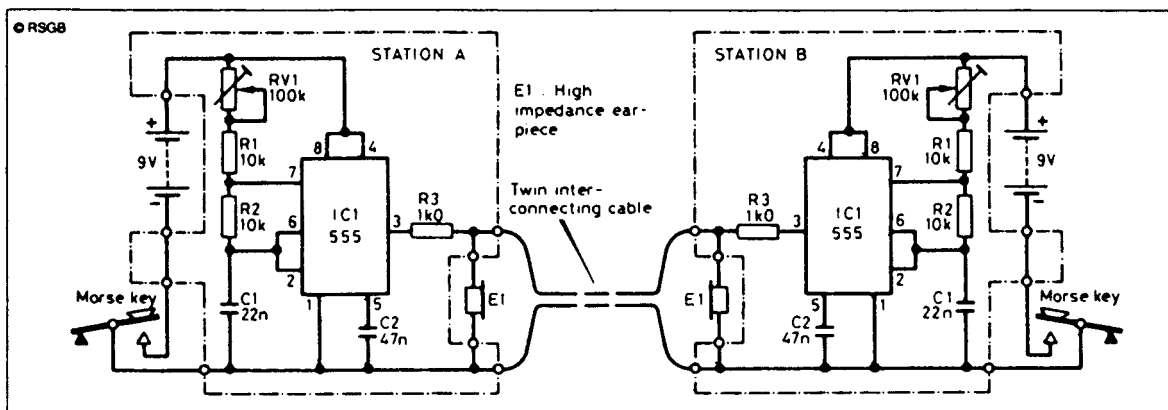 © RSGB
STATION A
RV1
100k
R1
10k
R2
10k
C1
22n
+
9V
−
Morse key
8
4
7
6
2
3
1
5
IC1
555
R3
1k0
C2
47n
E1
E1 : High
impedance ear-
piece
Twin inter-
connecting cable
STATION B
RV1
100k
R1
10k
R2
10k
C1
22n
+
9V
−
Morse key
4
8
7
6
2
3
5
1
IC1
555
R3
1k0
C2
47n
E1